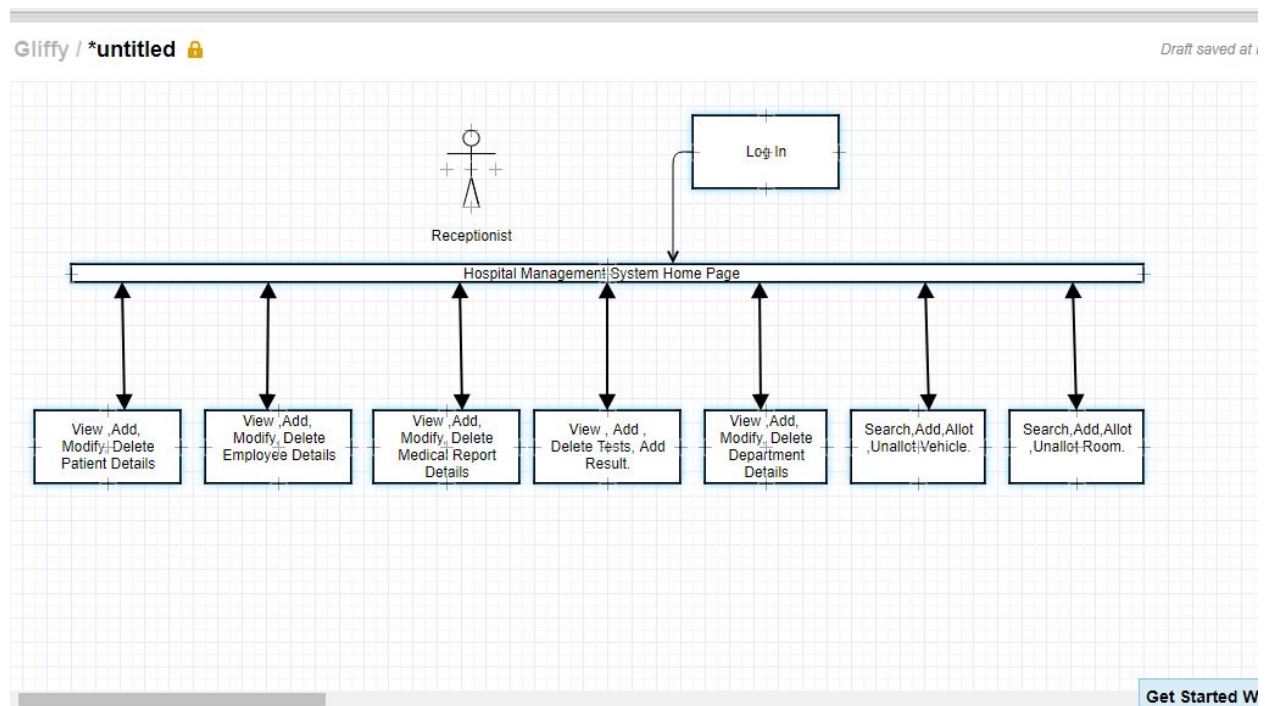 Gliffy / *untitled
Draft saved at
Log In
Receptionist
Hospital Management System Home Page
View ,Add,
Modify, Delete
Patient Details
View ,Add,
Modify, Delete
Employee Details
View ,Add,
Modify, Delete
Medical Report
Details
View , Add ,
Delete Tests, Add
Result.
View ,Add,
Modify, Delete
Department
Details
Search,Add,Allot
,Unallot Vehicle.
Search,Add,Allot
,Unallot Room.
Get Started W